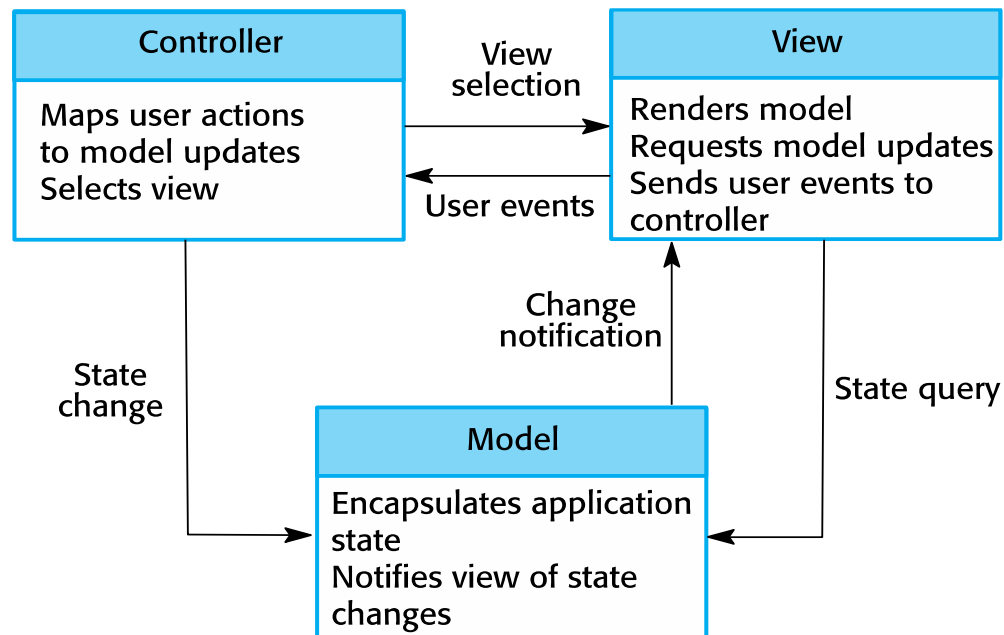 Controller
Maps user actions
to model updates
Selects view
View
selection
User events
View
Renders model
Requests model updates
Sends user events to
controller
State
change
Change
notification
State query
Model
Encapsulates application
state
Notifies view of state
changes